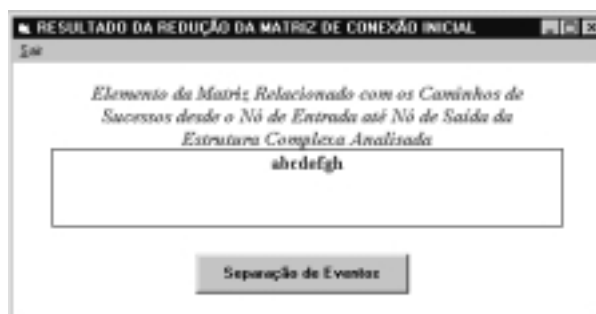 RESULTADO DA REDUÇÃO DA MATRIZ DE CONEXÃO INICIAL
Sair
Elemento da Matriz Relacionado com os Caminhos de
Sucessos desde o Nó de Entrada até Nó de Saída da
Estrutura Complexa Analisada
abcdefgh
Separação de Eventos